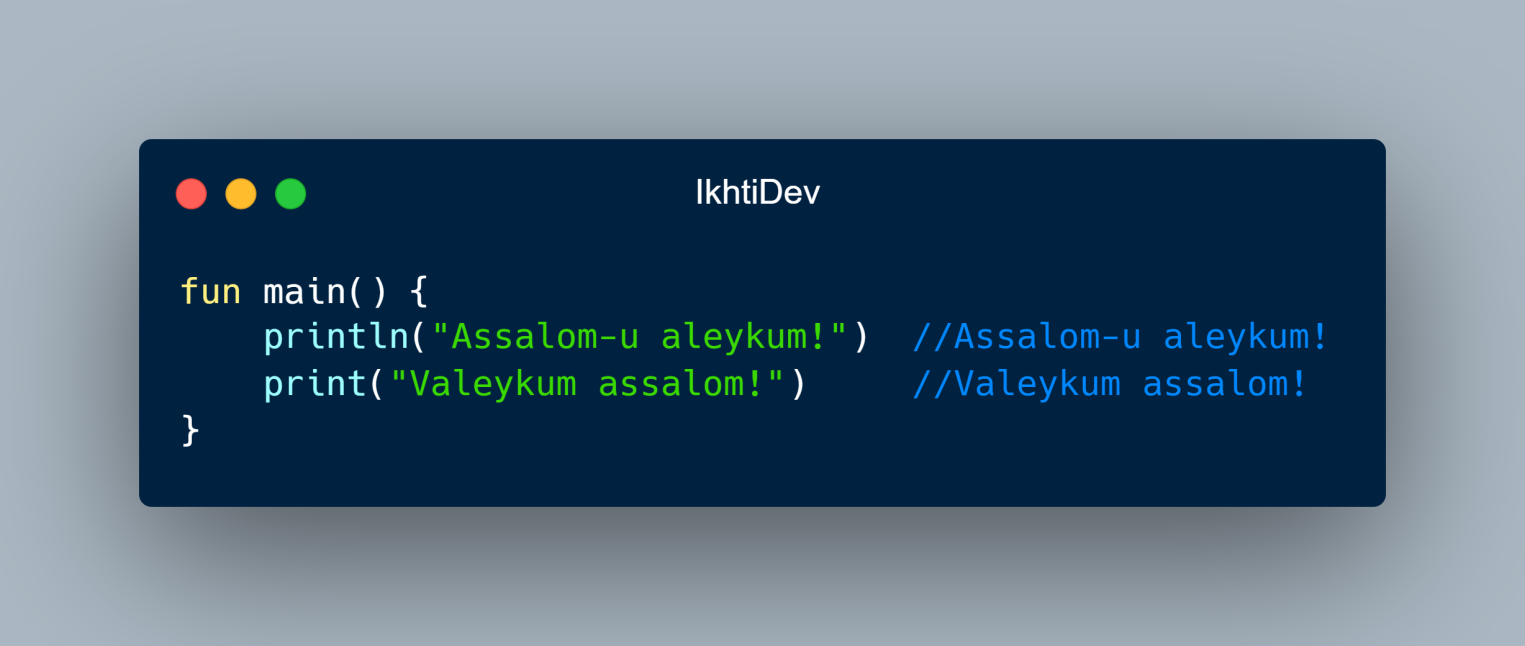 IkhtiDev
fun main() {
    println("Assalom-u aleykum!")  //Assalom-u aleykum!
    print("Valeykum assalom!")     //Valeykum assalom!
}